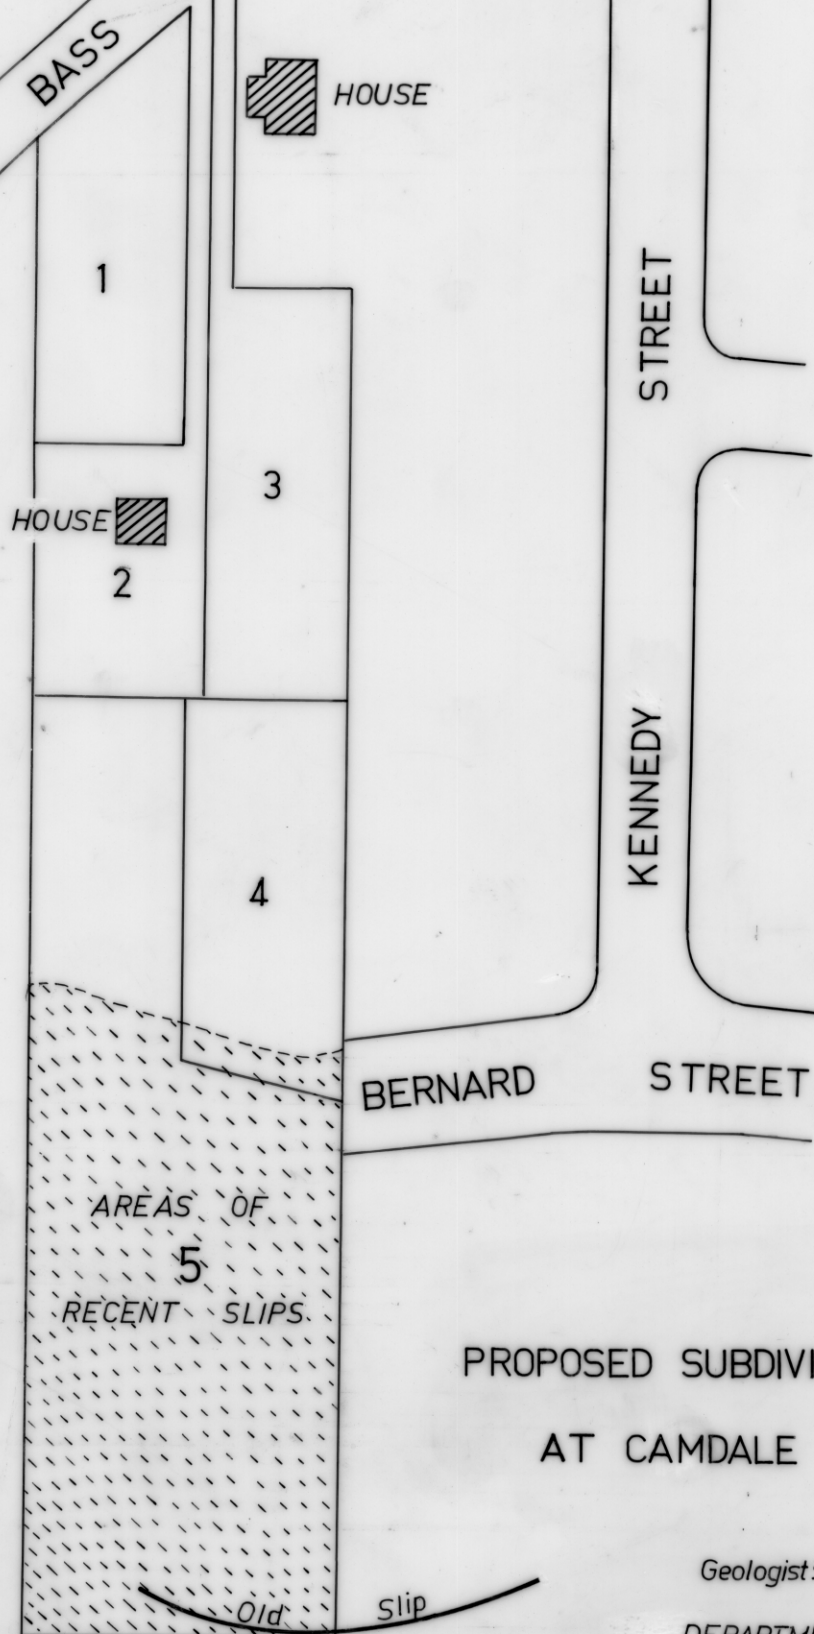 BASS
HOUSE
1
STREET
3
HOUSE
2
KENNEDY
4
BERNARD STREET
AREAS OF
5
RECENT SLIPS
PROPOSED SUBDIVI
AT CAMDALE
Geologist:
Old Slip
DEPARTME